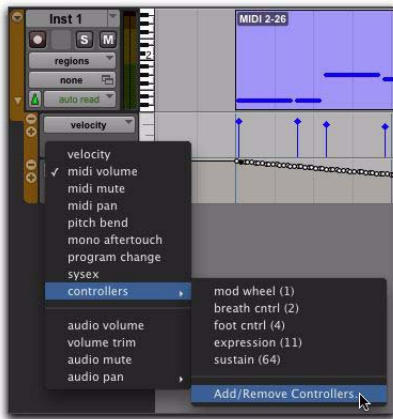 Inst 1
MIDI 2-26
S M
regions
none
auto read
2
velocity
velocity
✓ midi volume
midi mute
midi pan
pitch bend
mono aftertouch
program change
sysex
controllers
mod wheel (1)
breath cntrl (2)
foot cntrl (4)
expression (11)
sustain (64)
Add/Remove Controllers...
audio volume
volume trim
audio mute
audio pan